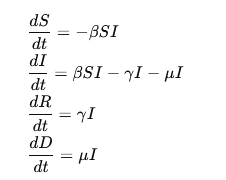 dS/dt = −βSI
dI/dt = βSI − γI − μI
dR/dt = γI
dD/dt = μI